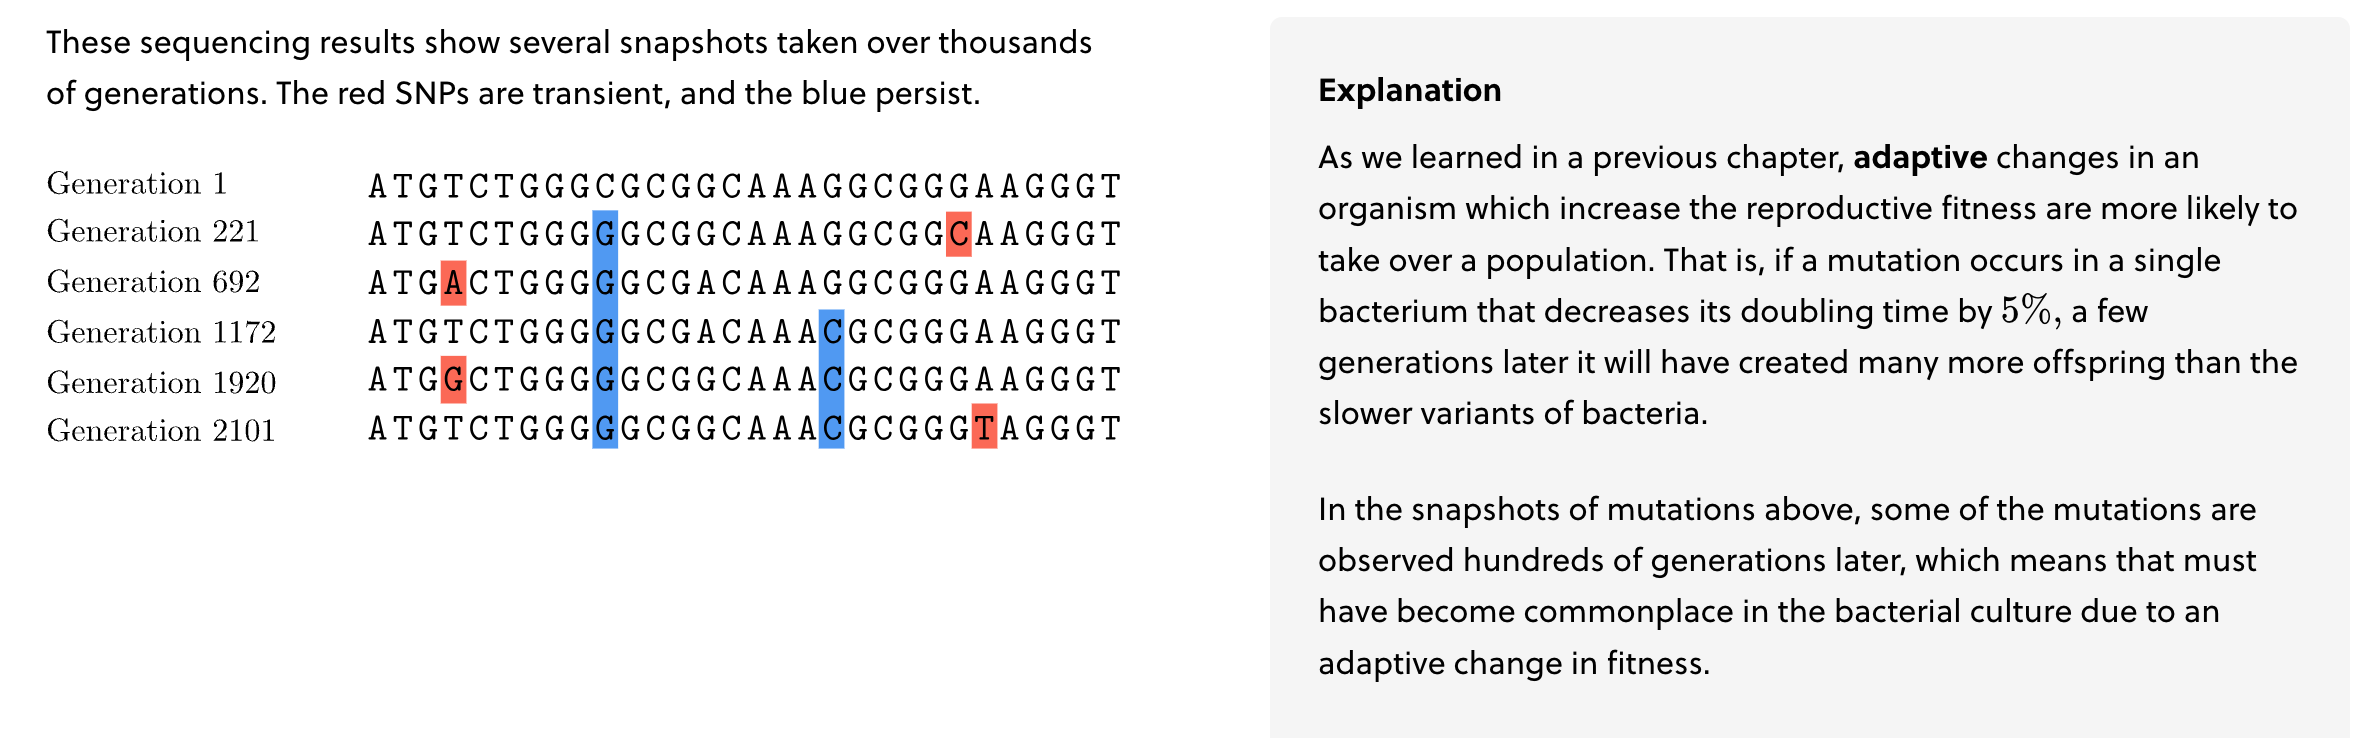 These sequencing results show several snapshots taken over thousands
of generations. The red SNPs are transient, and the blue persist.
Generation 1 ATGTCTGGGCGCGGCAAAGGCGGGAAGGGT
Generation 221 ATGTCTGGGGGCGGCAAAGGCGGCAAGGGT
Generation 692 ATGACTGGGGGCGACAAAGGCGGGAAGGGT
Generation 1172 ATGTCTGGGGGCGACAAACGCGGGAAGGGT
Generation 1920 ATGGCTGGGGGCGGCAAACGCGGGAAGGGT
Generation 2101 ATGTCTGGGGGCGGCAAACGCGGGTAGGGT
Explanation
As we learned in a previous chapter, adaptive changes in an
organism which increase the reproductive fitness are more likely to
take over a population. That is, if a mutation occurs in a single
bacterium that decreases its doubling time by 5%, a few
generations later it will have created many more offspring than the
slower variants of bacteria.
In the snapshots of mutations above, some of the mutations are
observed hundreds of generations later, which means that must
have become commonplace in the bacterial culture due to an
adaptive change in fitness.